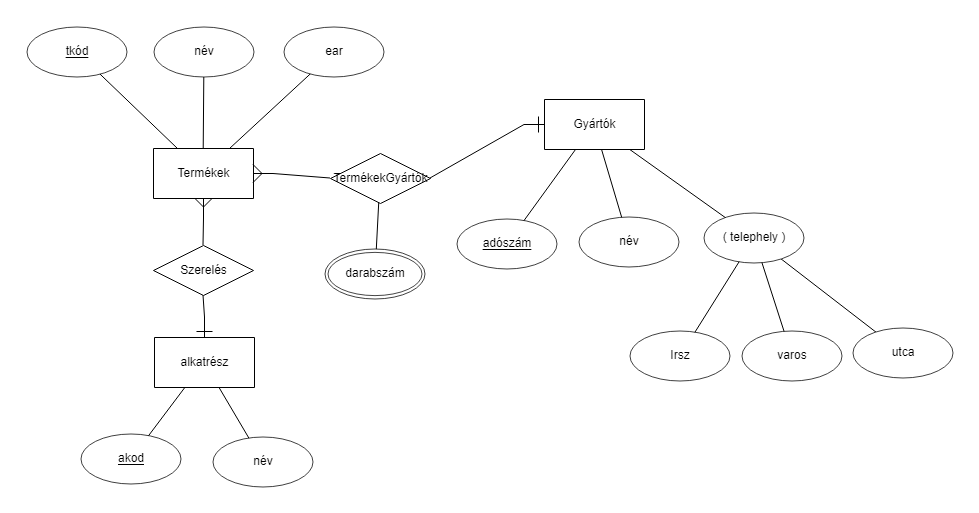 tkód
név
ear
Gyártók
Termékek
TermékekGyártók
adószám
név
( telephely )
Szerelés
darabszám
Irsz
varos
utca
alkatrész
akod
név